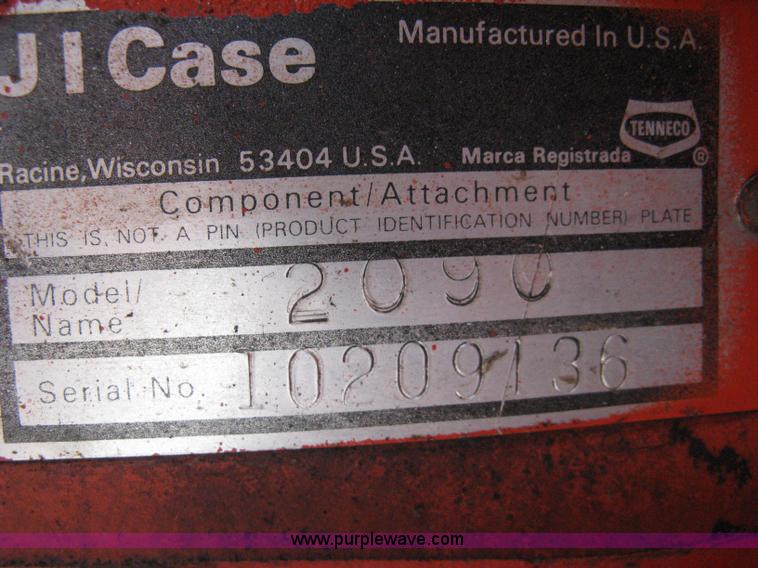 J I Case
Manufactured In U.S.A.
TENNECO
®
Racine, Wisconsin 53404 U.S.A. Marca Registrada
Component/Attachment
THIS IS NOT A PIN (PRODUCT IDENTIFICATION NUMBER) PLATE
Model/
Name 2090
Serial No. 10209136
www.purplewave.com